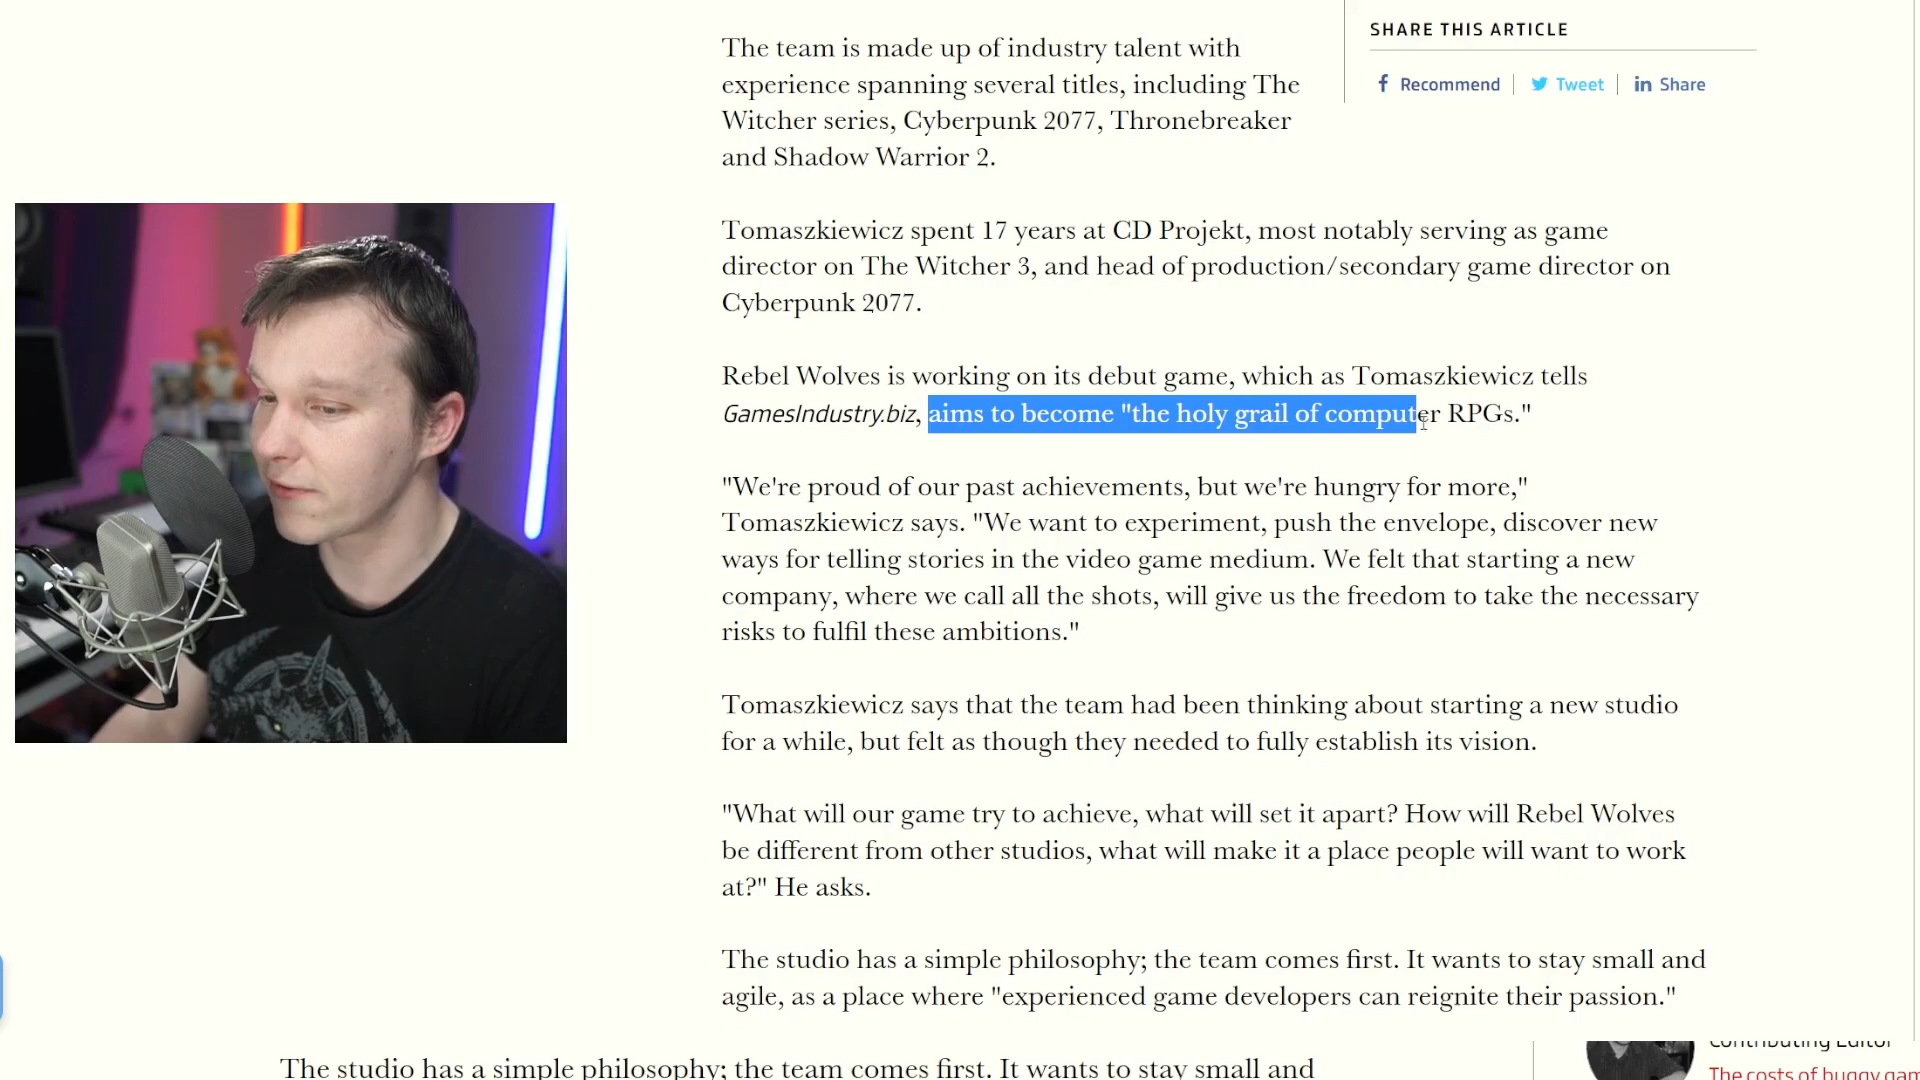 SHARE THIS ARTICLE
Recommend
Tweet
Share
The team is made up of industry talent with
experience spanning several titles, including The
Witcher series, Cyberpunk 2077, Thronebreaker
and Shadow Warrior 2.
Tomaszkiewicz spent 17 years at CD Projekt, most notably serving as game
director on The Witcher 3, and head of production/secondary game director on
Cyberpunk 2077.
Rebel Wolves is working on its debut game, which as Tomaszkiewicz tells
GamesIndustry.biz, aims to become "the holy grail of computer RPGs."
"We're proud of our past achievements, but we're hungry for more,"
Tomaszkiewicz says. "We want to experiment, push the envelope, discover new
ways for telling stories in the video game medium. We felt that starting a new
company, where we call all the shots, will give us the freedom to take the necessary
risks to fulfil these ambitions."
Tomaszkiewicz says that the team had been thinking about starting a new studio
for a while, but felt as though they needed to fully establish its vision.
"What will our game try to achieve, what will set it apart? How will Rebel Wolves
be different from other studios, what will make it a place people will want to work
at?" He asks.
The studio has a simple philosophy; the team comes first. It wants to stay small and
agile, as a place where "experienced game developers can reignite their passion."
Contributing Editor
The costs of buggy gam
The studio has a simple philosophy; the team comes first. It wants to stay small and